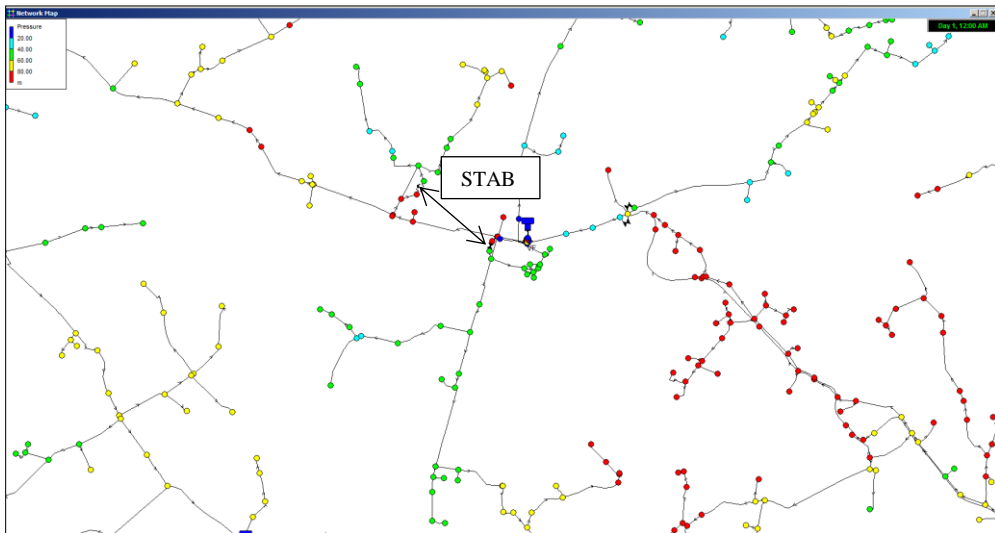 Network Map
Day 1, 12:00 AM
Pressure
20.00
40.00
60.00
80.00
m
STAB